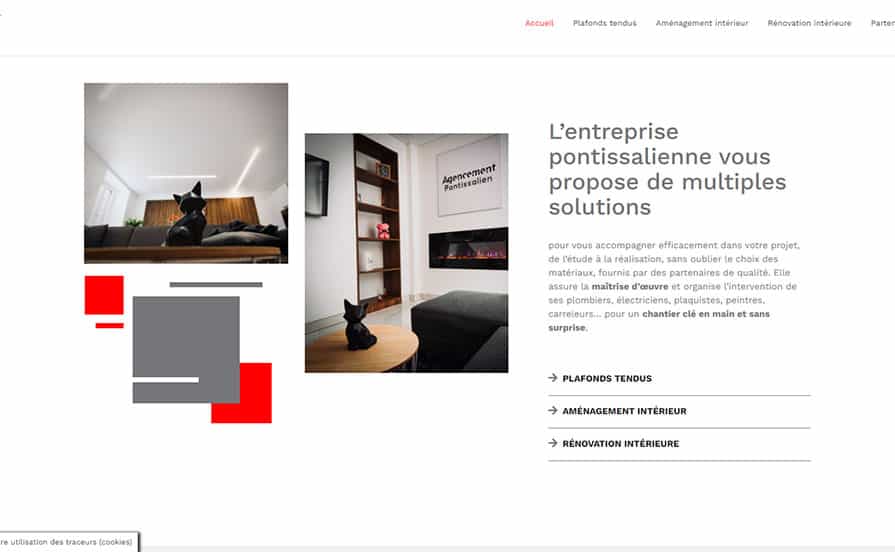 Accueil Plafonds tendus Aménagement intérieur Rénovation intérieure Parten
Agencement
Pontissalien
L’entreprise
pontissalienne vous
propose de multiples
solutions
pour vous accompagner efficacement dans votre projet,
de l’étude à la réalisation, sans oublier le choix des
matériaux, fournis par des partenaires de qualité. Elle
assure la maîtrise d’œuvre et organise l’intervention de
ses plombiers, électriciens, plaquistes, peintres,
carreleurs… pour un chantier clé en main et sans
surprise.
PLAFONDS TENDUS
AMÉNAGEMENT INTÉRIEUR
RÉNOVATION INTÉRIEURE
re utilisation des traceurs (cookies)